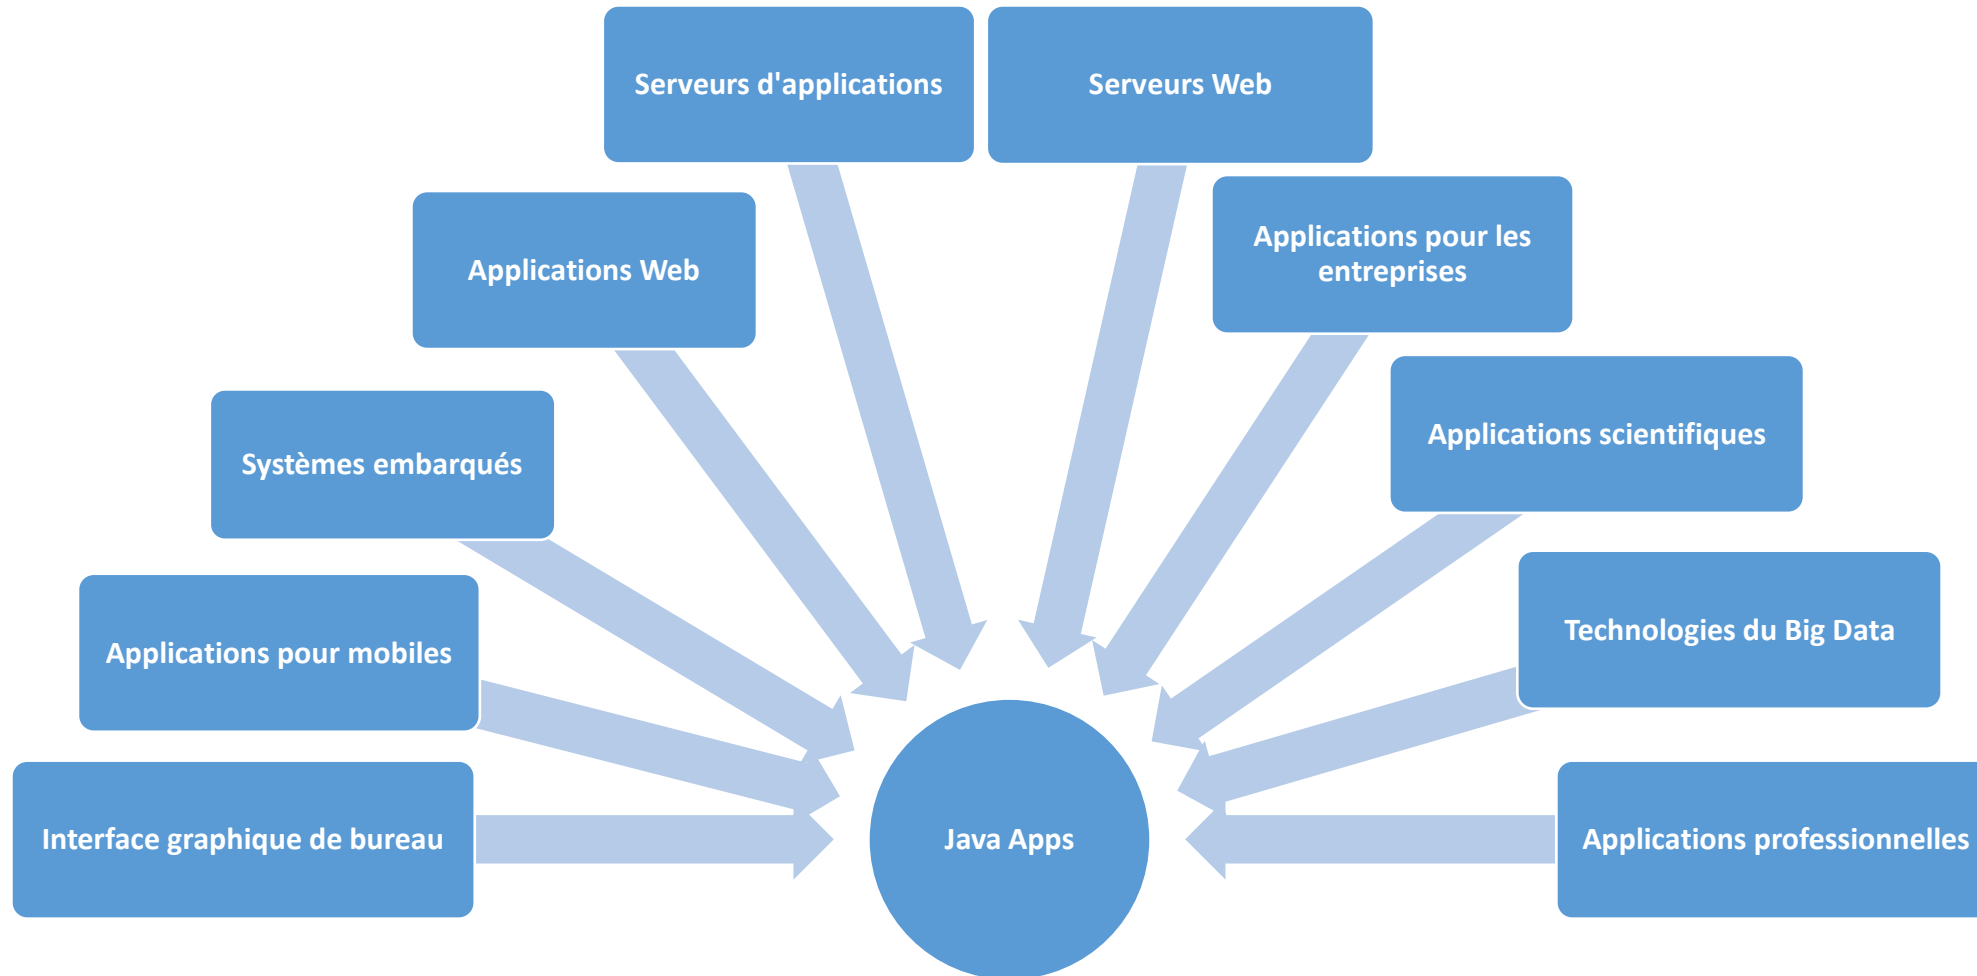 Serveurs d'applications
Serveurs Web
Applications Web
Applications pour les
entreprises
Systèmes embarqués
Applications scientifiques
Applications pour mobiles
Technologies du Big Data
Interface graphique de bureau
Java Apps
Applications professionnelles